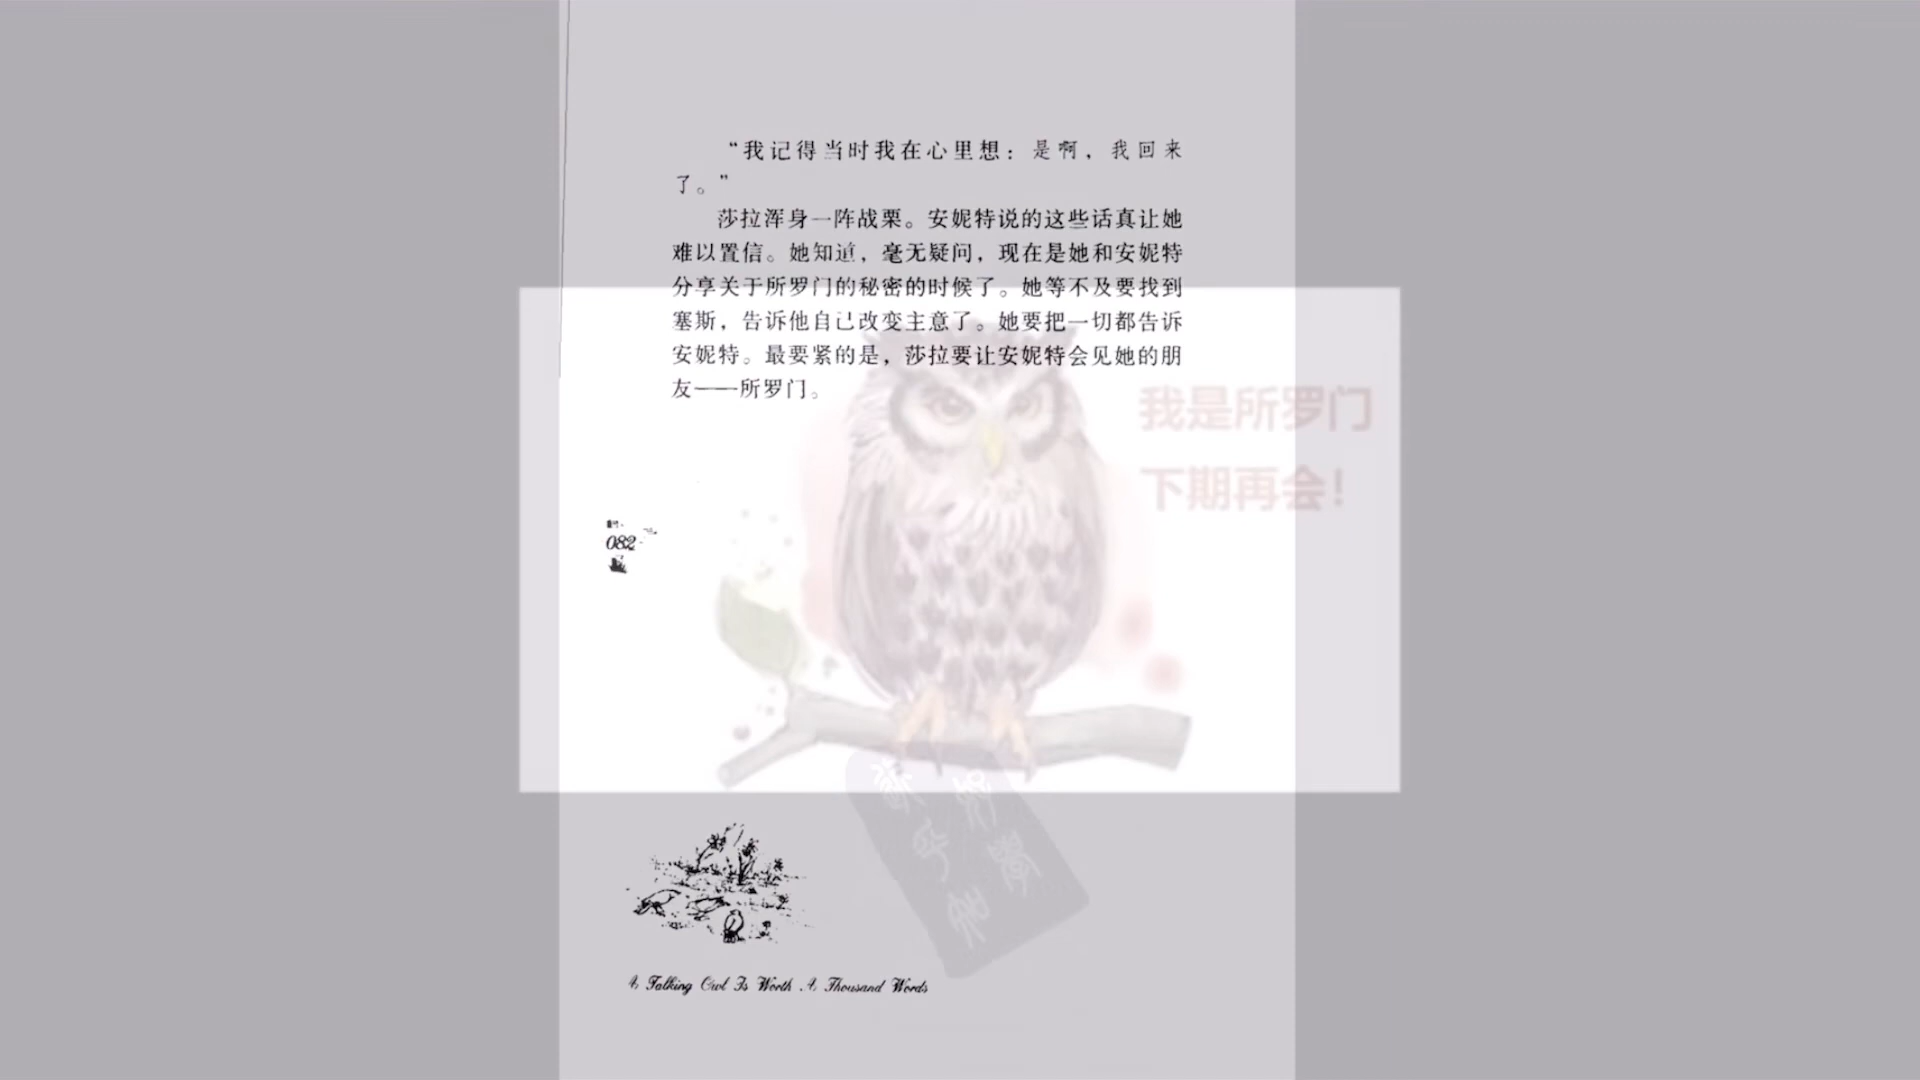 “我记得当时我在心里想：是啊，我回来
了。”
莎拉浑身一阵战栗。安妮特说的这些话真让她
难以置信。她知道，毫无疑问，现在是她和安妮特
分享关于所罗门的秘密的时候了。她等不及要找到
塞斯，告诉他自己改变主意了。她要把一切都告诉
安妮特。最要紧的是，莎拉要让安妮特会见她的朋
友——所罗门。
我是所罗门
下期再会！
082
A Talking Owl Is Worth A Thousand Words